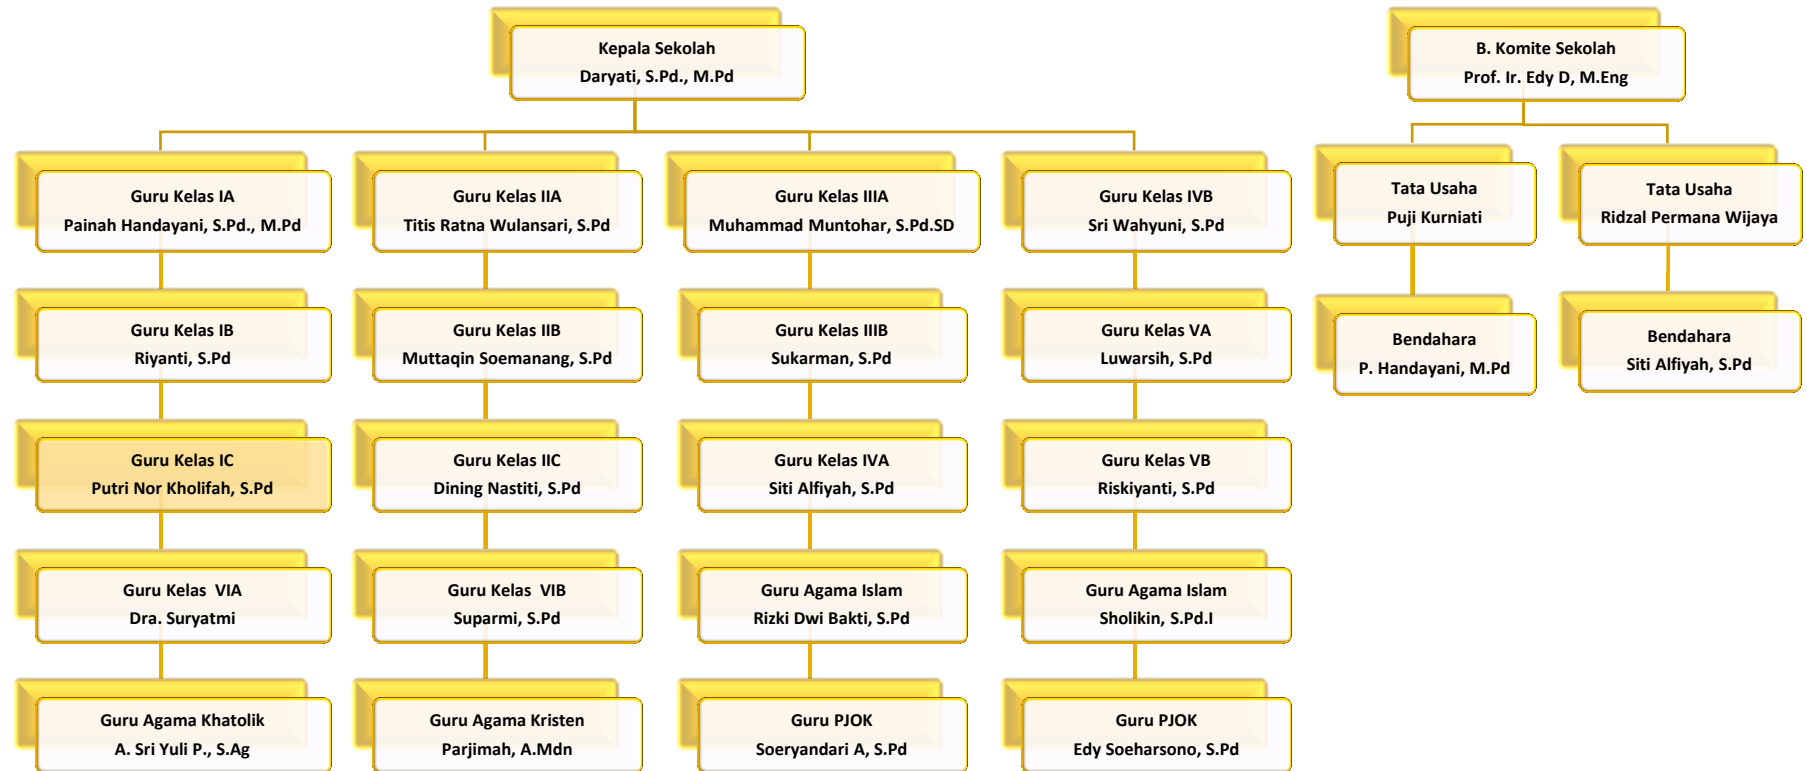 Kepala Sekolah
Daryati, S.Pd., M.Pd
B. Komite Sekolah
Prof. Ir. Edy D, M.Eng
Guru Kelas IA
Painah Handayani, S.Pd., M.Pd
Guru Kelas IIA
Titis Ratna Wulansari, S.Pd
Guru Kelas IIIA
Muhammad Muntohar, S.Pd.SD
Guru Kelas IVB
Sri Wahyuni, S.Pd
Tata Usaha
Puji Kurniati
Tata Usaha
Ridzal Permana Wijaya
Guru Kelas IB
Riyanti, S.Pd
Guru Kelas IIB
Muttaqin Soemanang, S.Pd
Guru Kelas IIIB
Sukarman, S.Pd
Guru Kelas VA
Luwarsih, S.Pd
Bendahara
P. Handayani, M.Pd
Bendahara
Siti Alfiyah, S.Pd
Guru Kelas IC
Putri Nor Kholifah, S.Pd
Guru Kelas IIC
Dining Nastiti, S.Pd
Guru Kelas IVA
Siti Alfiyah, S.Pd
Guru Kelas VB
Riskiyanti, S.Pd
Guru Kelas  VIA
Dra. Suryatmi
Guru Kelas  VIB
Suparmi, S.Pd
Guru Agama Islam
Rizki Dwi Bakti, S.Pd
Guru Agama Islam
Sholikin, S.Pd.I
Guru Agama Khatolik
A. Sri Yuli P., S.Ag
Guru Agama Kristen
Parjimah, A.Mdn
Guru PJOK
Soeryandari A, S.Pd
Guru PJOK
Edy Soeharsono, S.Pd